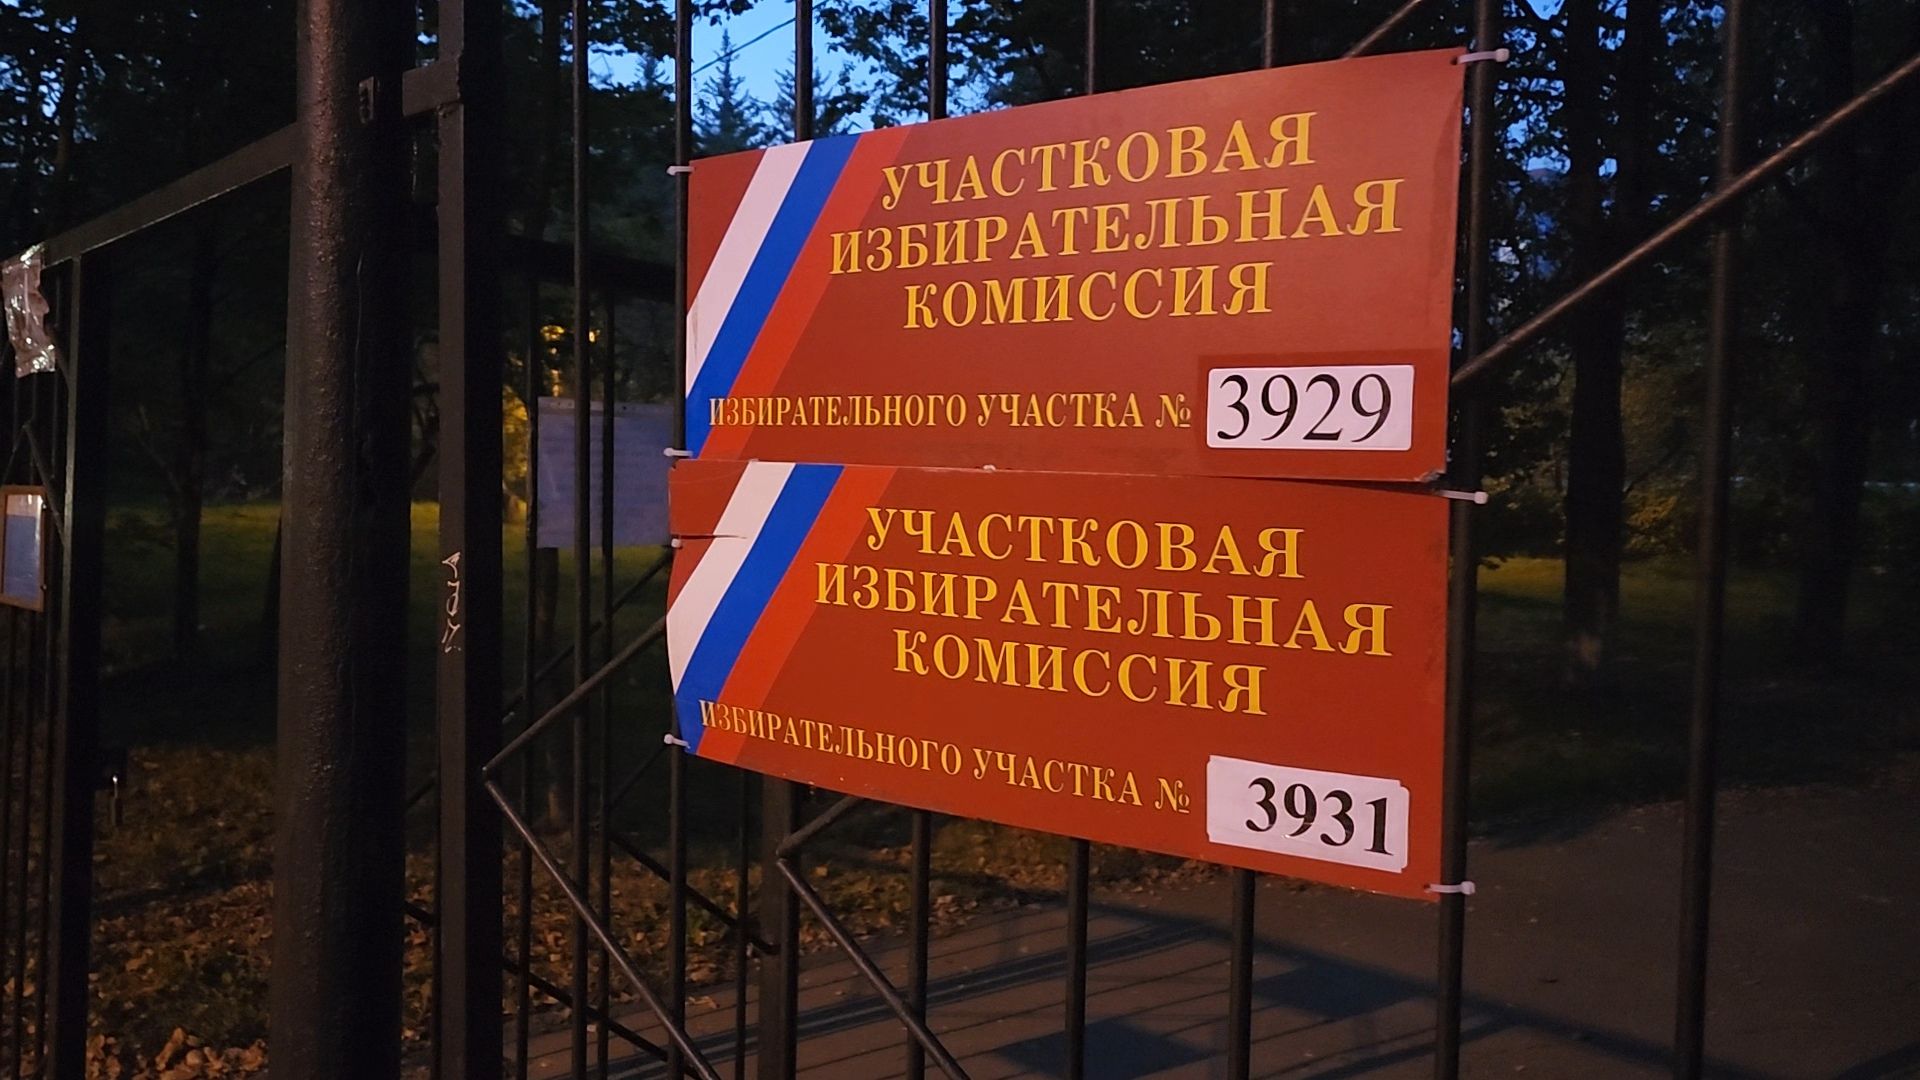 УЧАСТКОВАЯ
ИЗБИРАТЕЛЬНАЯ
КОМИССИЯ
ИЗБИРАТЕЛЬНОГО УЧАСТКА № 3929
УЧАСТКОВАЯ
ИЗБИРАТЕЛЬНАЯ
КОМИССИЯ
ИЗБИРАТЕЛЬНОГО УЧАСТКА № 3931